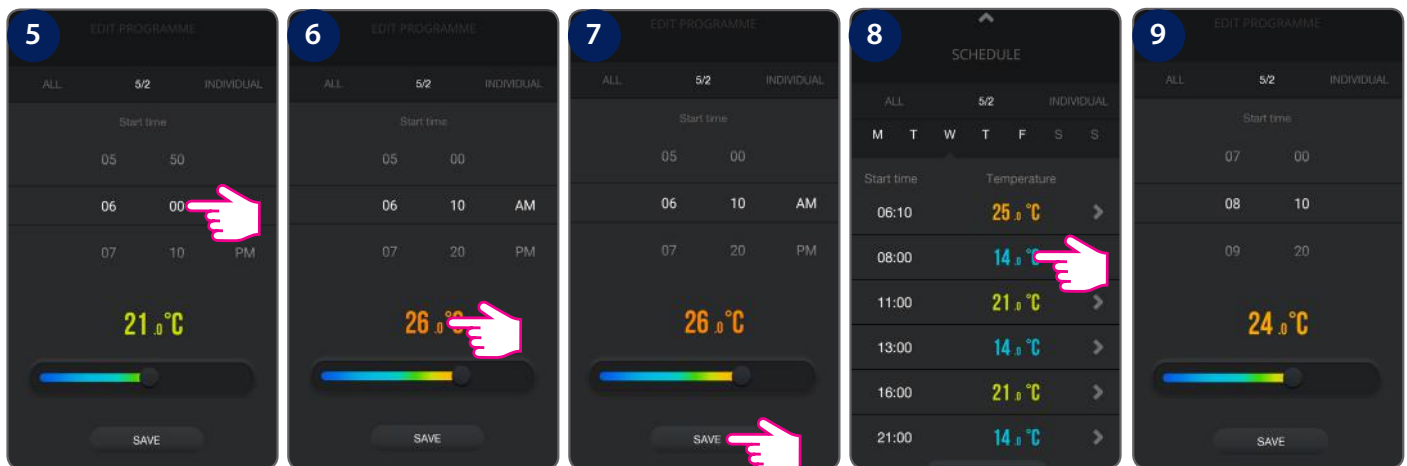 5
EDIT PROGRAMME
ALL 5/2 INDIVIDUAL
Start time
05 50
06 00
07 10 PM
21.0°C
SAVE
6
EDIT PROGRAMME
ALL 5/2 INDIVIDUAL
Start time
05 00
06 10 AM
07 20 PM
26.0°C
SAVE
7
EDIT PROGRAMME
ALL 5/2 INDIVIDUAL
Start time
05 00
06 10 AM
07 20 PM
26.0°C
SAVE
8
SCHEDULE
ALL 5/2 INDIVIDUAL
M T W T F S S
Start time Temperature
06:10 25.0°C
08:00 14.0°C
11:00 21.0°C
13:00 14.0°C
16:00 21.0°C
21:00 14.0°C
9
EDIT PROGRAMME
ALL 5/2 INDIVIDUAL
Start time
07 00
08 10
09 20
24.0°C
SAVE